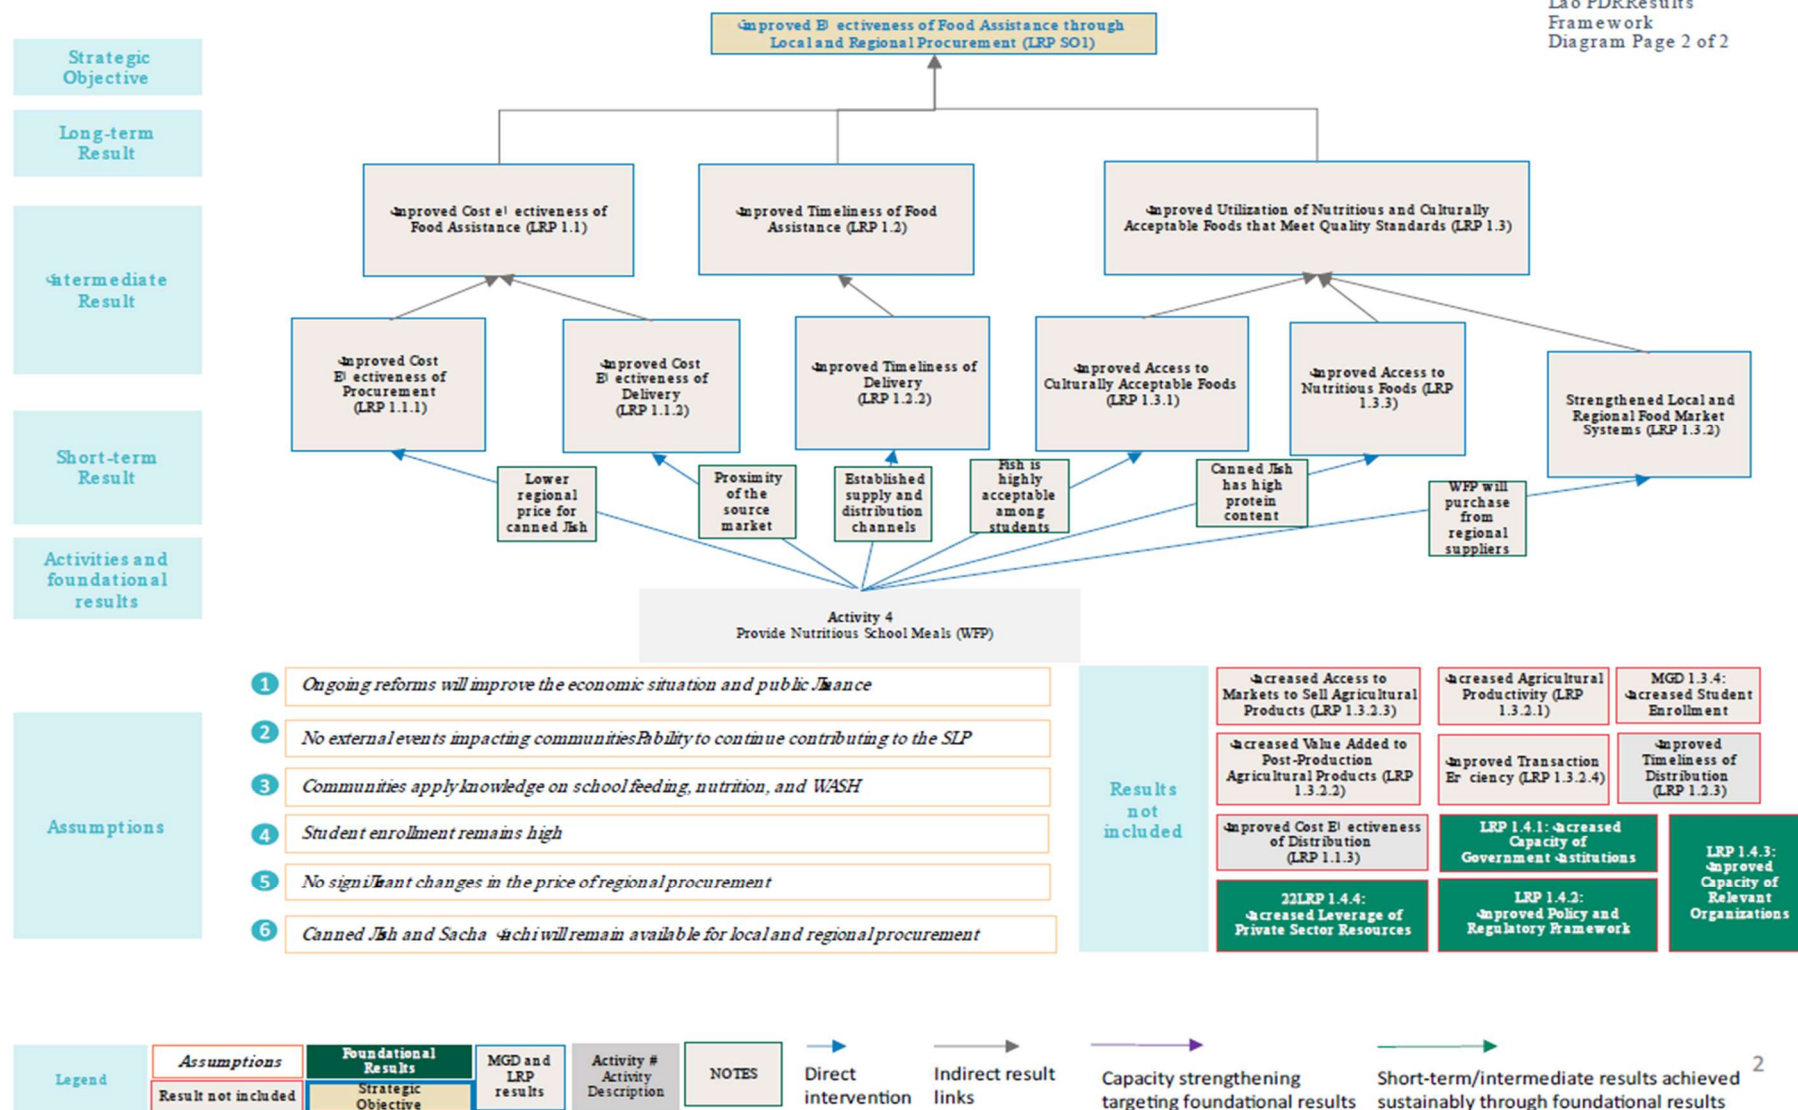 Lao PDRResults
Framework
Diagram Page 2 of 2
Strategic
Objective
Long-term
Result
Intermediate
Result
Short-term
Result
Activities and
foundational
results
Improved E ectiveness of Food Assistance through
Local and Regional Procurement (LRP SO1)
Improved Cost e ectiveness of
Food Assistance (LRP 1.1)
Improved Timeliness of Food
Assistance (LRP 1.2)
Improved Utilization of Nutritious and Culturally
Acceptable Foods that Meet Quality Standards (LRP 1.3)
Improved Cost
E ectiveness of
Procurement
(LRP 1.1.1)
Improved Cost
E ectiveness of
Delivery
(LRP 1.1.2)
Improved Timeliness of
Delivery
(LRP 1.2.2)
Improved Access to
Culturally Acceptable Foods
(LRP 1.3.1)
Improved Access to
Nutritious Foods (LRP
1.3.3)
Strengthened Local and
Regional Food Market
Systems (LRP 1.3.2)
Lower
regional
price for
canned fish
Proximity
of the
source
market
Established
supply and
distribution
channels
Fish is
highly
acceptable
among
students
Canned fish
has high
protein
content
WFP will
purchase
from
regional
suppliers
Activity 4
Provide Nutritious School Meals (WFP)
Assumptions
1 Ongoing reforms will improve the economic situation and public finance
2 No external events impacting communities ability to continue contributing to the SLP
3 Communities apply knowledge on school feeding, nutrition, and WASH
4 Student enrollment remains high
5 No significant changes in the price of regional procurement
6 Canned fish and Sacha Inchi will remain available for local and regional procurement
Results
not
included
Increased Access to
Markets to Sell Agricultural
Products (LRP 1.3.2.3)
Increased Agricultural
Productivity (LRP
1.3.2.1)
MGD 1.3.4:
Increased Student
Enrollment
Increased Value Added to
Post-Production
Agricultural Products (LRP
1.3.2.2)
Improved Transaction
E ciency (LRP 1.3.2.4)
Improved
Timeliness of
Distribution
(LRP 1.2.3)
Improved Cost E ectiveness
of Distribution
(LRP 1.1.3)
LRP 1.4.1: Increased
Capacity of
Government Institutions
LRP 1.4.3:
Improved
Capacity of
Relevant
Organizations
22LRP 1.4.4:
Increased Leverage of
Private Sector Resources
LRP 1.4.2:
Improved Policy and
Regulatory Framework
Legend
Assumptions
Result not included
Foundational
Results
Strategic
Objective
MGD and
LRP
results
Activity #
Activity
Description
NOTES
Direct
intervention
Indirect result
links
Capacity strengthening
targeting foundational results
Short-term/intermediate results achieved
sustainably through foundational results
2